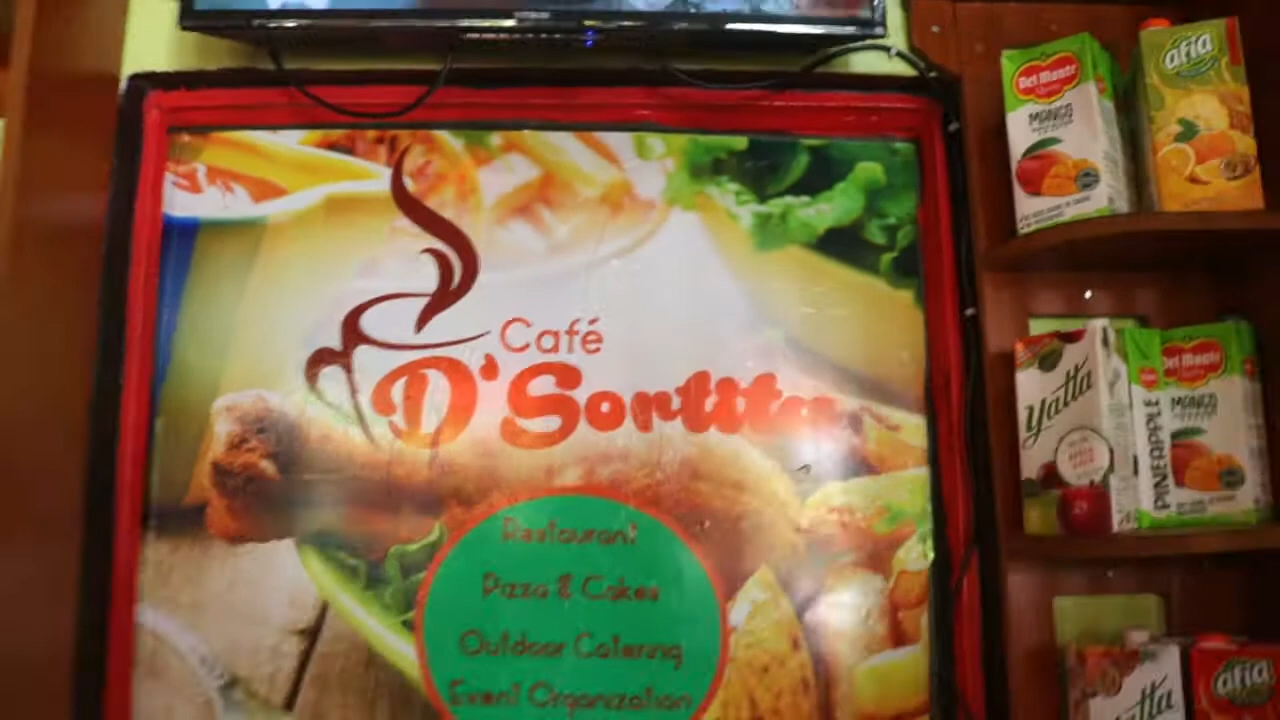 Café
D'Sortita
Restaurant
Pizza & Cakes
Outdoor Catering
Event Organization
Del Monte
MANGO
afia
yatta
PINEAPPLE
Del Monte
MANGO
yatta
afia